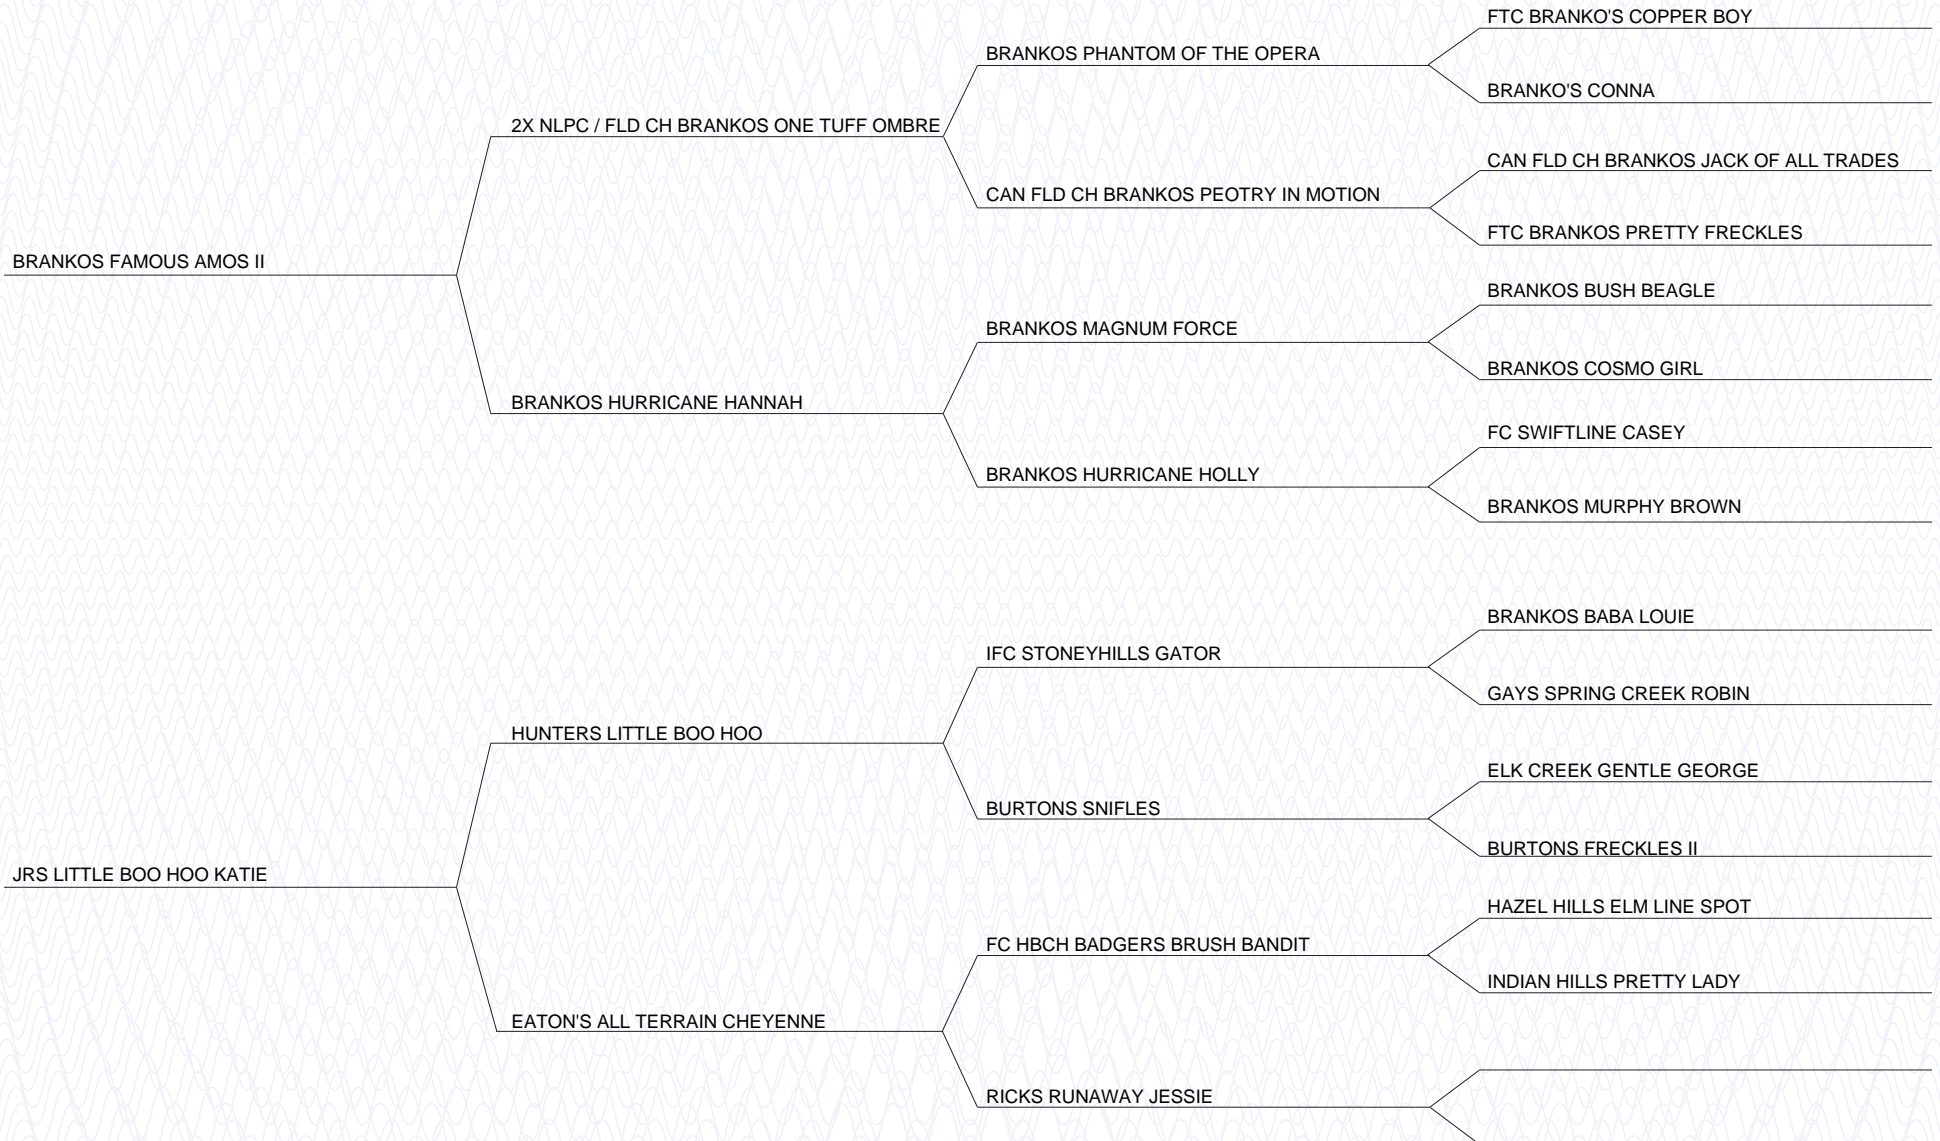 FTC BRANKO'S COPPER BOY
BRANKOS PHANTOM OF THE OPERA
BRANKO'S CONNA
2X NLPC / FLD CH BRANKOS ONE TUFF OMBRE
CAN FLD CH BRANKOS JACK OF ALL TRADES
CAN FLD CH BRANKOS PEOTRY IN MOTION
FTC BRANKOS PRETTY FRECKLES
BRANKOS FAMOUS AMOS II
BRANKOS BUSH BEAGLE
BRANKOS MAGNUM FORCE
BRANKOS COSMO GIRL
BRANKOS HURRICANE HANNAH
FC SWIFTLINE CASEY
BRANKOS HURRICANE HOLLY
BRANKOS MURPHY BROWN
BRANKOS BABA LOUIE
IFC STONEYHILLS GATOR
GAYS SPRING CREEK ROBIN
HUNTERS LITTLE BOO HOO
ELK CREEK GENTLE GEORGE
BURTONS SNIFLES
BURTONS FRECKLES II
JRS LITTLE BOO HOO KATIE
HAZEL HILLS ELM LINE SPOT
FC HBCH BADGERS BRUSH BANDIT
INDIAN HILLS PRETTY LADY
EATON'S ALL TERRAIN CHEYENNE
RICKS RUNAWAY JESSIE